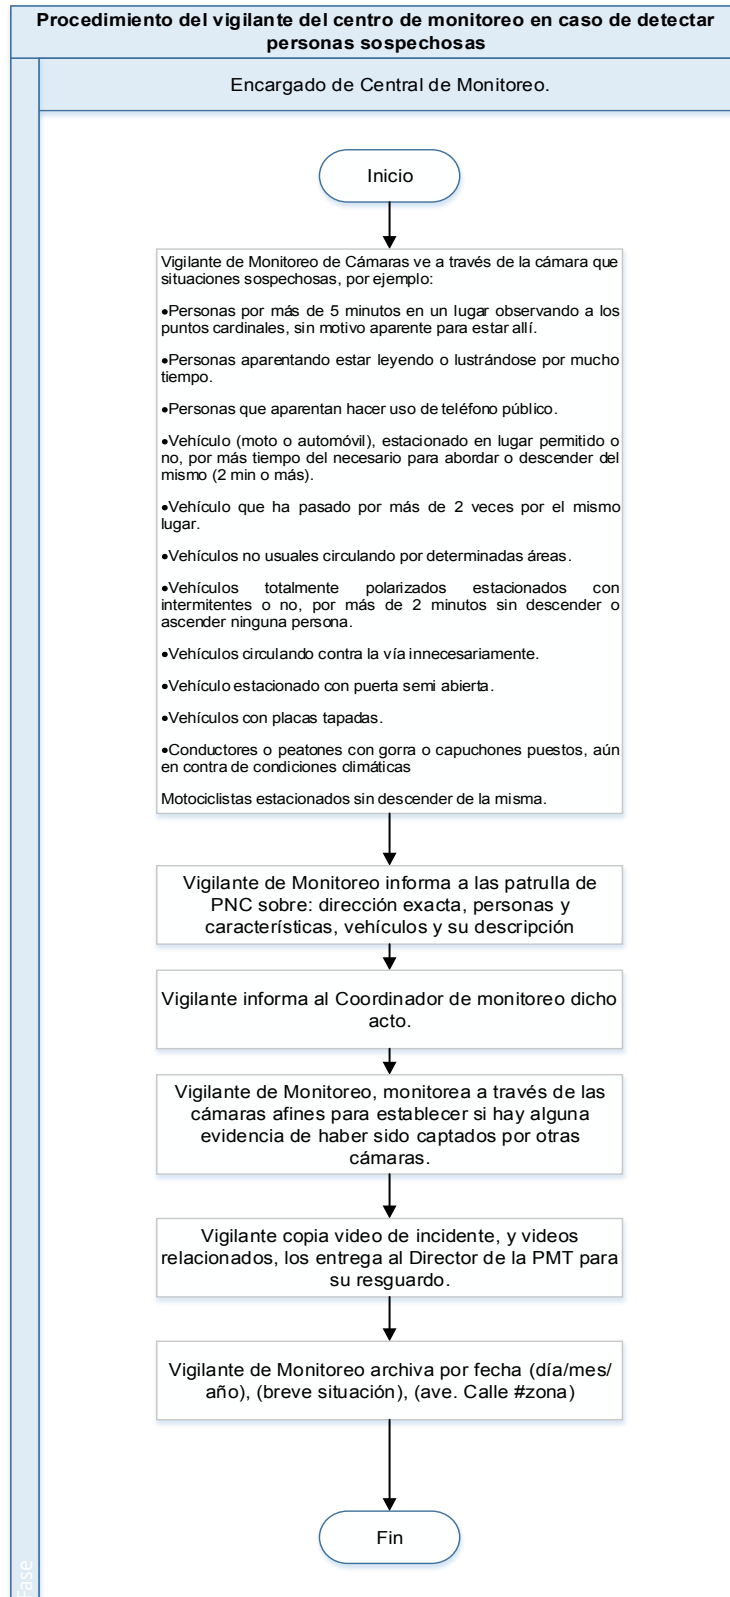 Procedimiento del vigilante del centro de monitoreo en caso de detectar
personas sospechosas
Encargado de Central de Monitoreo.
Inicio
Vigilante de Monitoreo de Cámaras ve a través de la cámara que
situaciones sospechosas, por ejemplo:
•Personas por más de 5 minutos en un lugar observando a los
puntos cardinales, sin motivo aparente para estar allí.
•Personas aparentando estar leyendo o lustrándose por mucho
tiempo.
•Personas que aparentan hacer uso de teléfono público.
•Vehículo (moto o automóvil), estacionado en lugar permitido o
no, por más tiempo del necesario para abordar o descender del
mismo (2 min o más).
•Vehículo que ha pasado por más de 2 veces por el mismo
lugar.
•Vehículos no usuales circulando por determinadas áreas.
•Vehículos totalmente polarizados estacionados con
intermitentes o no, por más de 2 minutos sin descender o
ascender ninguna persona.
•Vehículos circulando contra la vía innecesariamente.
•Vehículo estacionado con puerta semi abierta.
•Vehículos con placas tapadas.
•Conductores o peatones con gorra o capuchones puestos, aún
en contra de condiciones climáticas
Motociclistas estacionados sin descender de la misma.
Vigilante de Monitoreo informa a las patrulla de
PNC sobre: dirección exacta, personas y
características, vehículos y su descripción
Vigilante informa al Coordinador de monitoreo dicho
acto.
Vigilante de Monitoreo, monitorea a través de las
cámaras afines para establecer si hay alguna
evidencia de haber sido captados por otras
cámaras.
Vigilante copia video de incidente, y videos
relacionados, los entrega al Director de la PMT para
su resguardo.
Vigilante de Monitoreo archiva por fecha (día/mes/
año), (breve situación), (ave. Calle #zona)
Fin
Fase